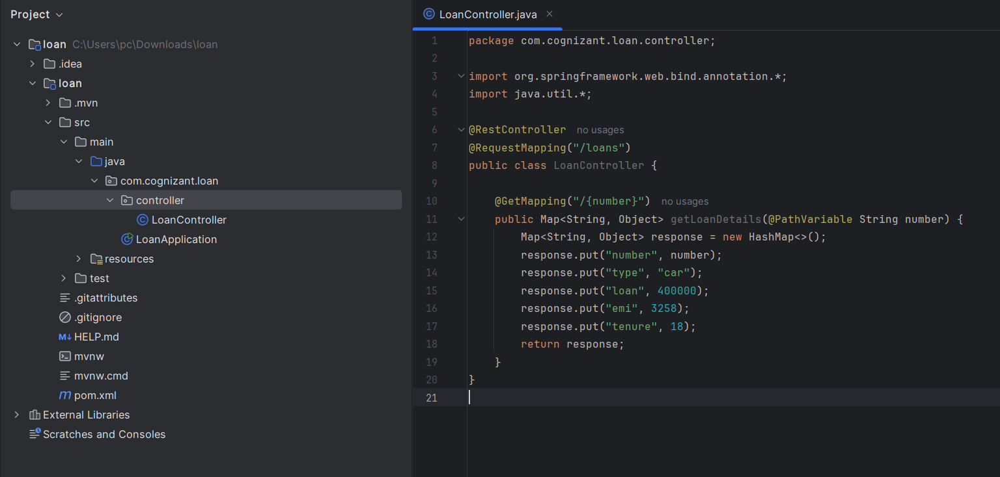 Project
loan C:\Users\pc\Downloads\loan
.idea
loan
.mvn
src
main
java
com.cognizant.loan
controller
LoanController
LoanApplication
resources
test
.gitattributes
.gitignore
M↓ HELP.md
mvnw
mvnw.cmd
m pom.xml
External Libraries
Scratches and Consoles
LoanController.java
1 package com.cognizant.loan.controller;
2
3 import org.springframework.web.bind.annotation.*;
4 import java.util.*;
5
6 @RestController no usages
7 @RequestMapping("/loans")
8 public class LoanController {
9
10 @GetMapping("/{number}") no usages
11 public Map<String, Object> getLoanDetails(@PathVariable String number) {
12 Map<String, Object> response = new HashMap<>();
13 response.put("number", number);
14 response.put("type", "car");
15 response.put("loan", 400000);
16 response.put("emi", 3258);
17 response.put("tenure", 18);
18 return response;
19 }
20 }
21